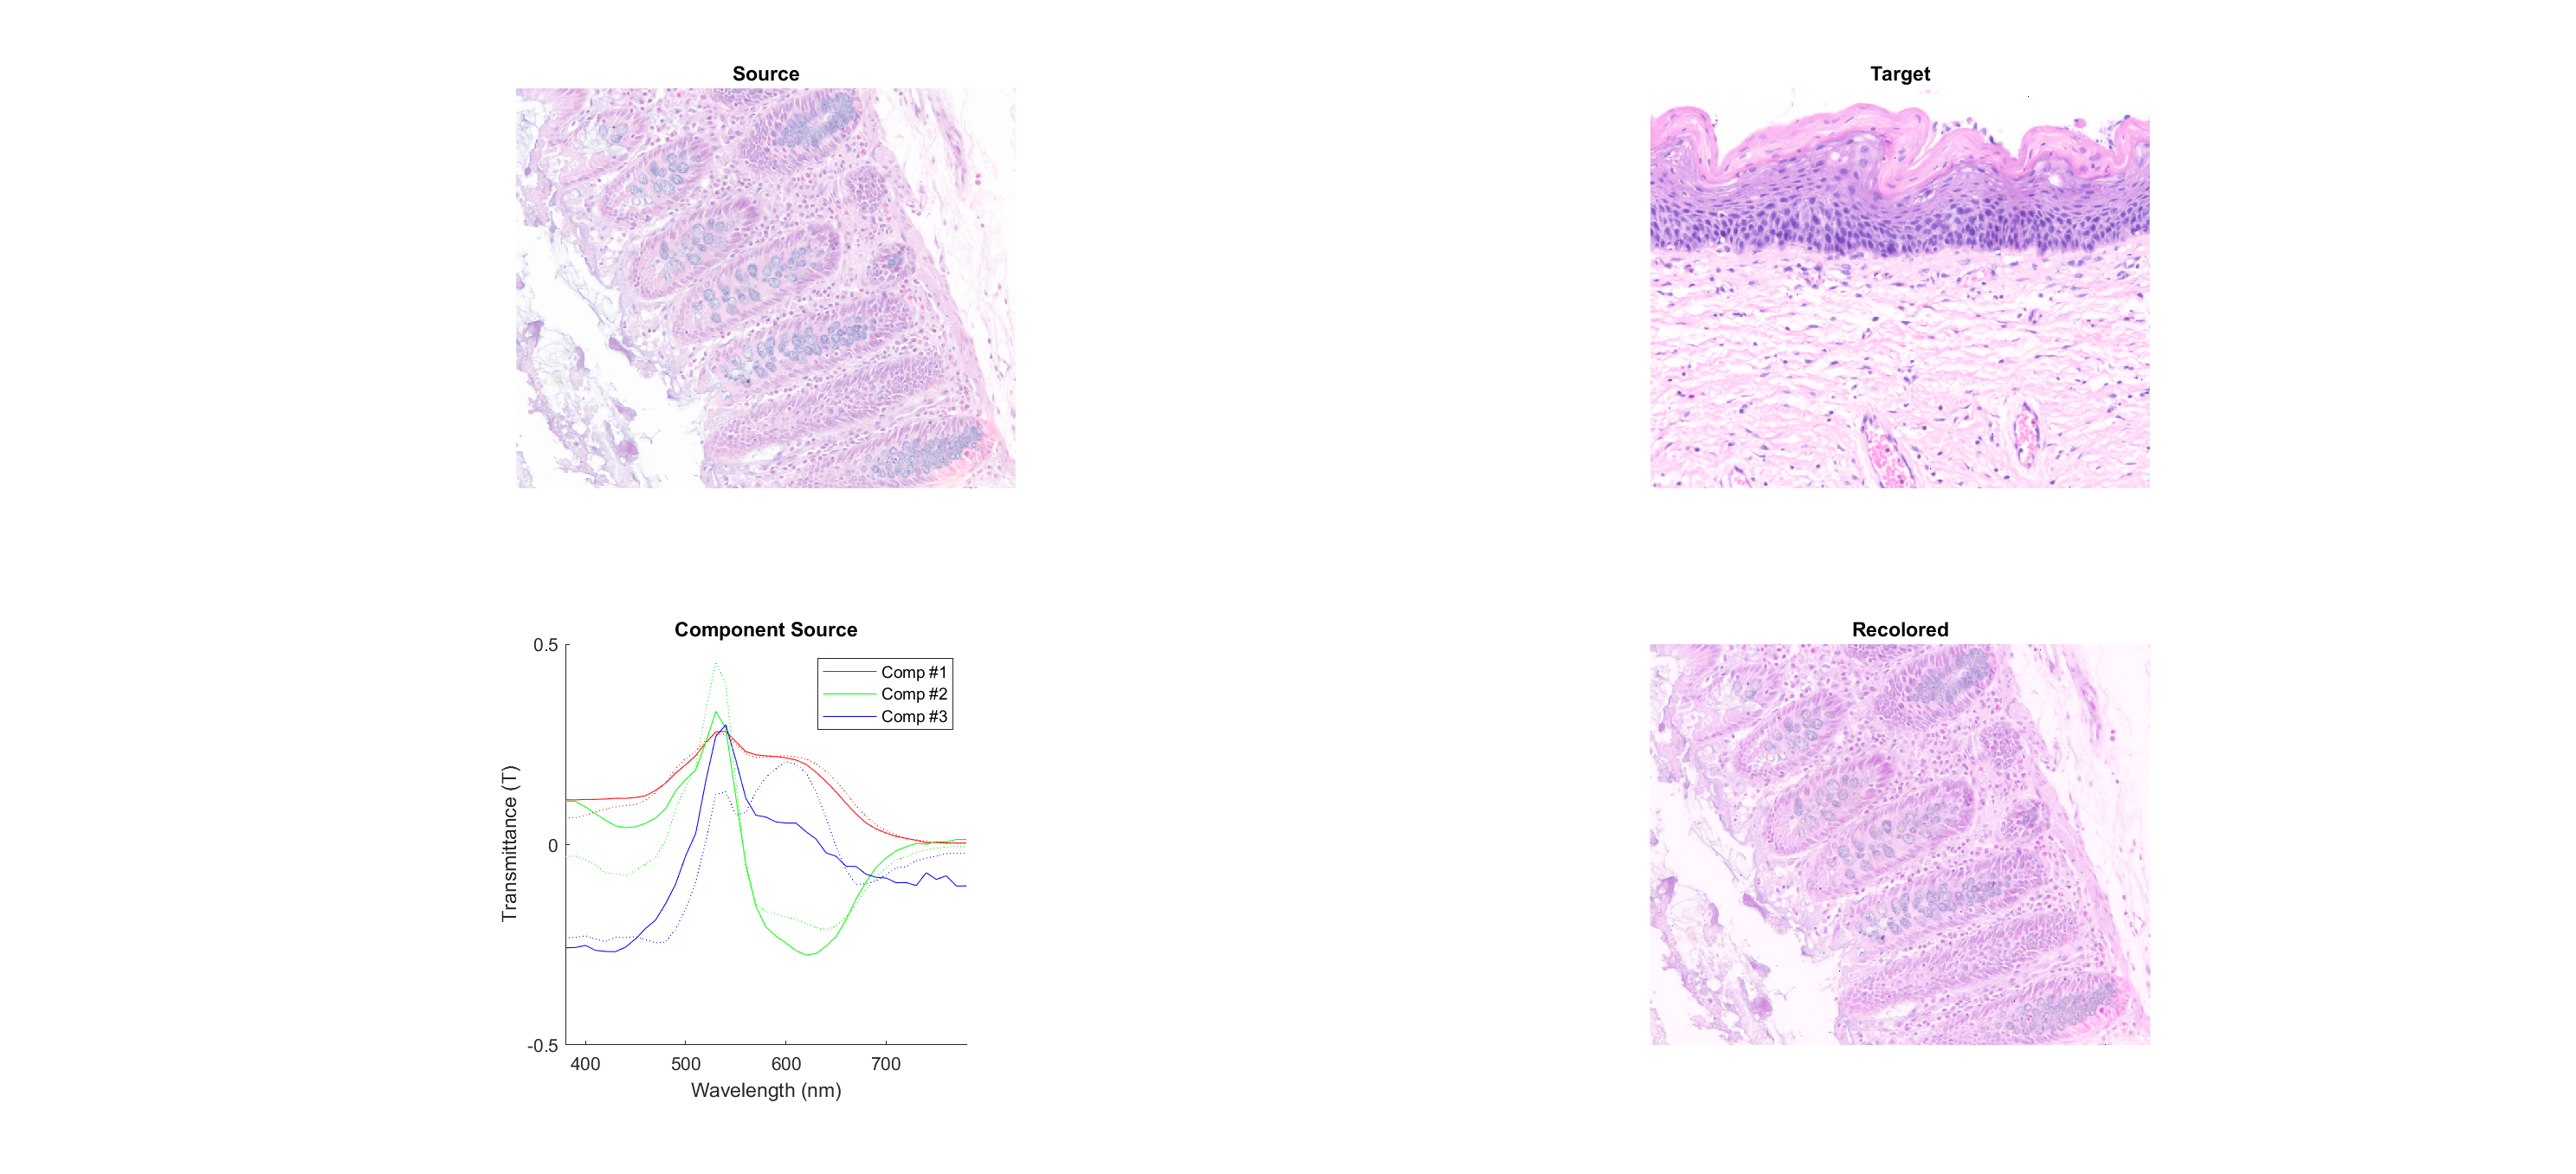 Source
Target
Component Source
0.5
0
-0.5
Transmittance (T)
400
500
600
700
Wavelength (nm)
Comp #1
Comp #2
Comp #3
Recolored